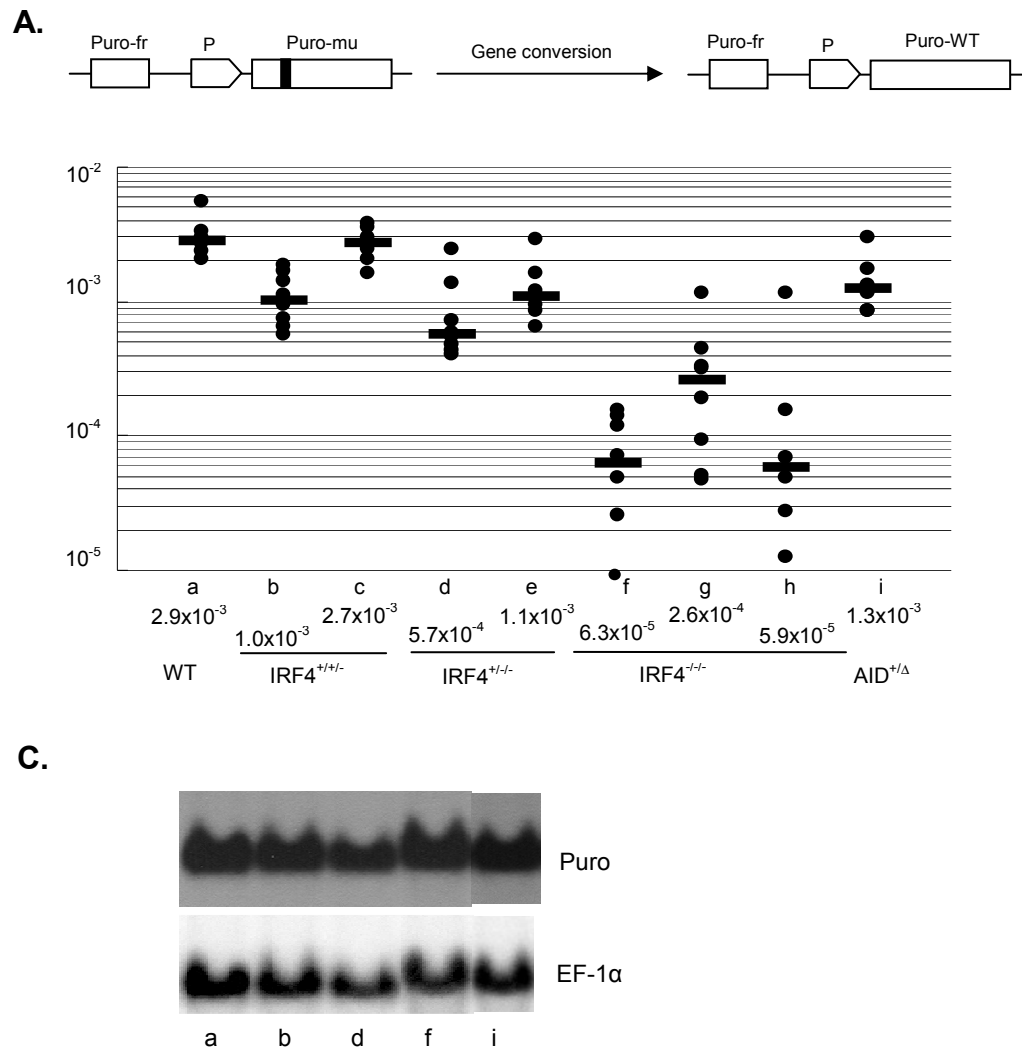 A.
Puro-fr P Puro-mu Gene conversion Puro-fr P Puro-WT
10⁻²
10⁻³
10⁻⁴
10⁻⁵
a b c d e f g h i
2.9x10⁻³ 1.0x10⁻³ 2.7x10⁻³ 5.7x10⁻⁴ 1.1x10⁻³ 6.3x10⁻⁵ 2.6x10⁻⁴ 5.9x10⁻⁵ 1.3x10⁻³
WT IRF4⁺/⁺/⁻ IRF4⁺/⁻/⁻ IRF4⁻/⁻/⁻ AID⁺/Δ
C.
Puro
EF-1α
a b d f i